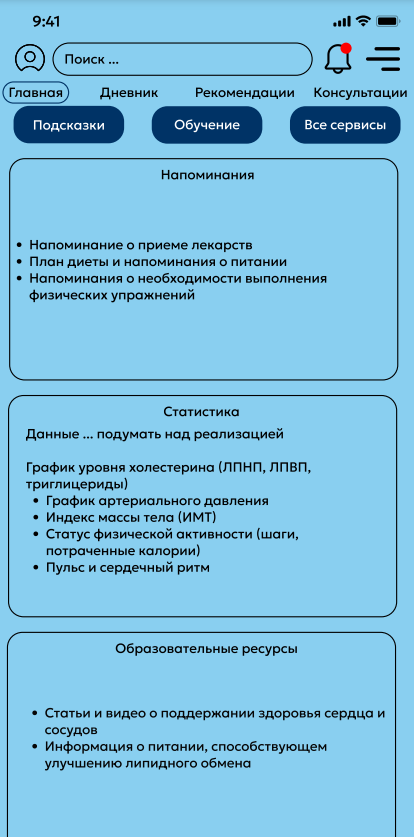 9:41
Поиск ...
Главная Дневник Рекомендации Консультации
Подсказки Обучение Все сервисы
Напоминания
• Напоминание о приеме лекарств
• План диеты и напоминания о питании
• Напоминания о необходимости выполнения
физических упражнений
Статистика
Данные ... подумать над реализацией
График уровня холестерина (ЛПНП, ЛПВП,
триглицериды)
• График артериального давления
• Индекс массы тела (ИМТ)
• Статус физической активности (шаги,
потраченные калории)
• Пульс и сердечный ритм
Образовательные ресурсы
• Статьи и видео о поддержании здоровья сердца и
сосудов
• Информация о питании, способствующем
улучшению липидного обмена